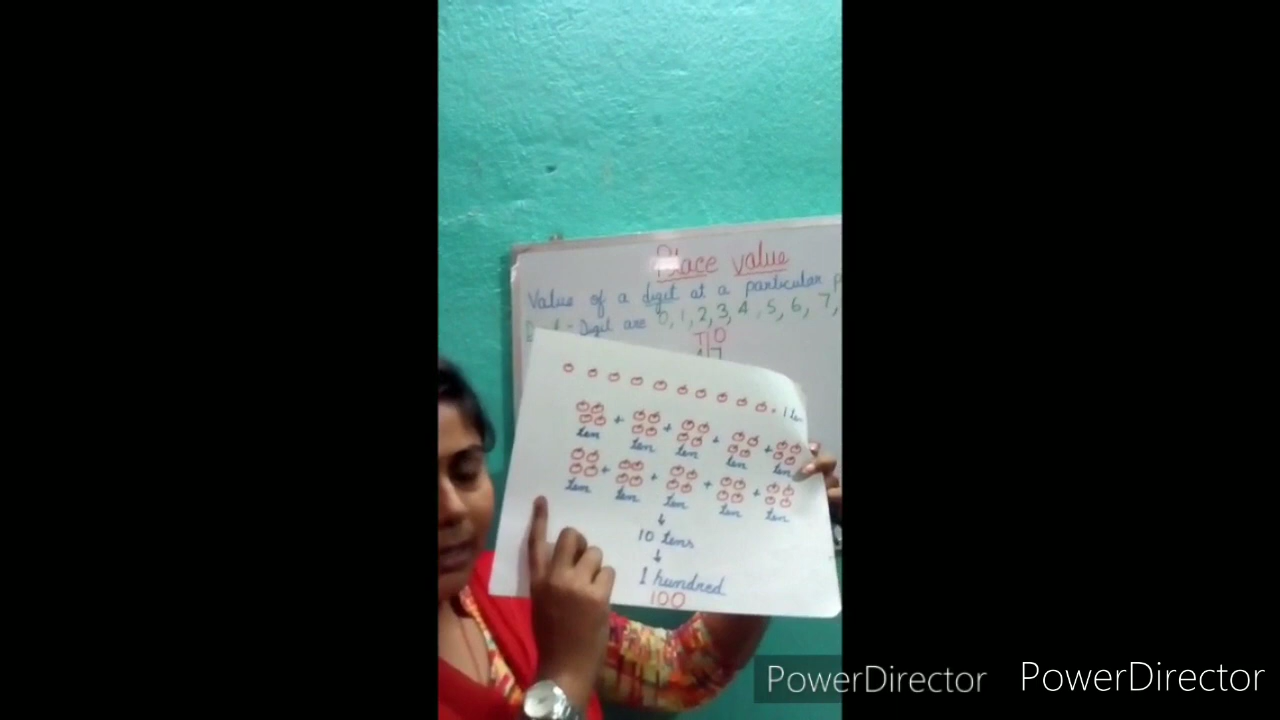 Place value
Value of a digit at a particular
Digit are 0, 1, 2, 3, 4, 5, 6, 7,
T O
7
= 1 ten
+ + + +
ten ten ten ten ten
+ + + +
ten ten ten ten ten
↓
10 tens
↓
1 hundred
100
PowerDirector PowerDirector